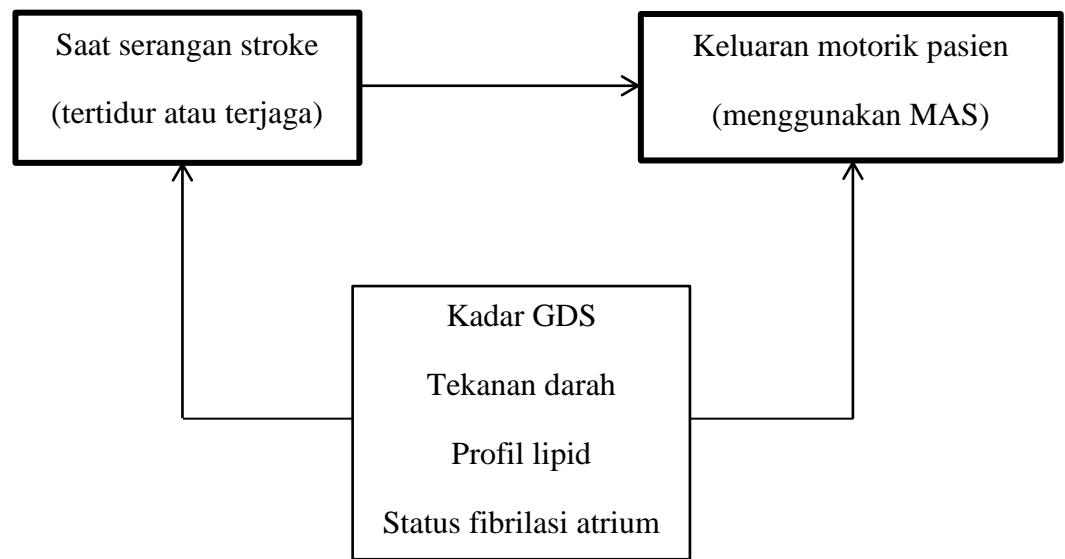 Saat serangan stroke
(tertidur atau terjaga)
Keluaran motorik pasien
(menggunakan MAS)
Kadar GDS
Tekanan darah
Profil lipid
Status fibrilasi atrium